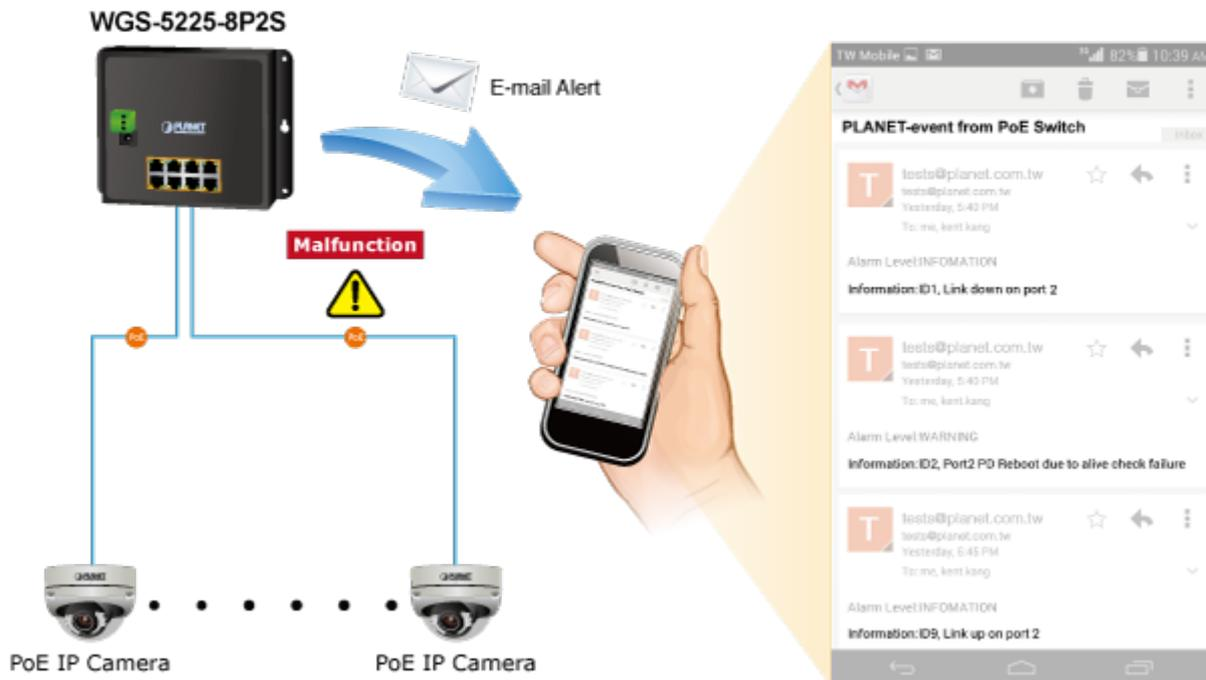 WGS-5225-8P2S
PLANET
E-mail Alert
Malfunction
PoE
PoE
PLANET
PLANET
PoE IP Camera
PoE IP Camera
TW Mobile 3G 82% 10:39 AM
PLANET-event from PoE Switch
Inbox
T
tests@planet.com.tw
tests@planet.com.tw
Yesterday, 5:40 PM
To: me, kent kang
Alarm Level:INFOMATION
Information:ID1, Link down on port 2
T
tests@planet.com.tw
tests@planet.com.tw
Yesterday, 5:40 PM
To: me, kent kang
Alarm Level:WARNING
Information:ID2, Port2 PD Reboot due to alive check failure
T
tests@planet.com.tw
tests@planet.com.tw
Yesterday, 5:45 PM
To: me, kent kang
Alarm Level:INFOMATION
Information:ID9, Link up on port 2